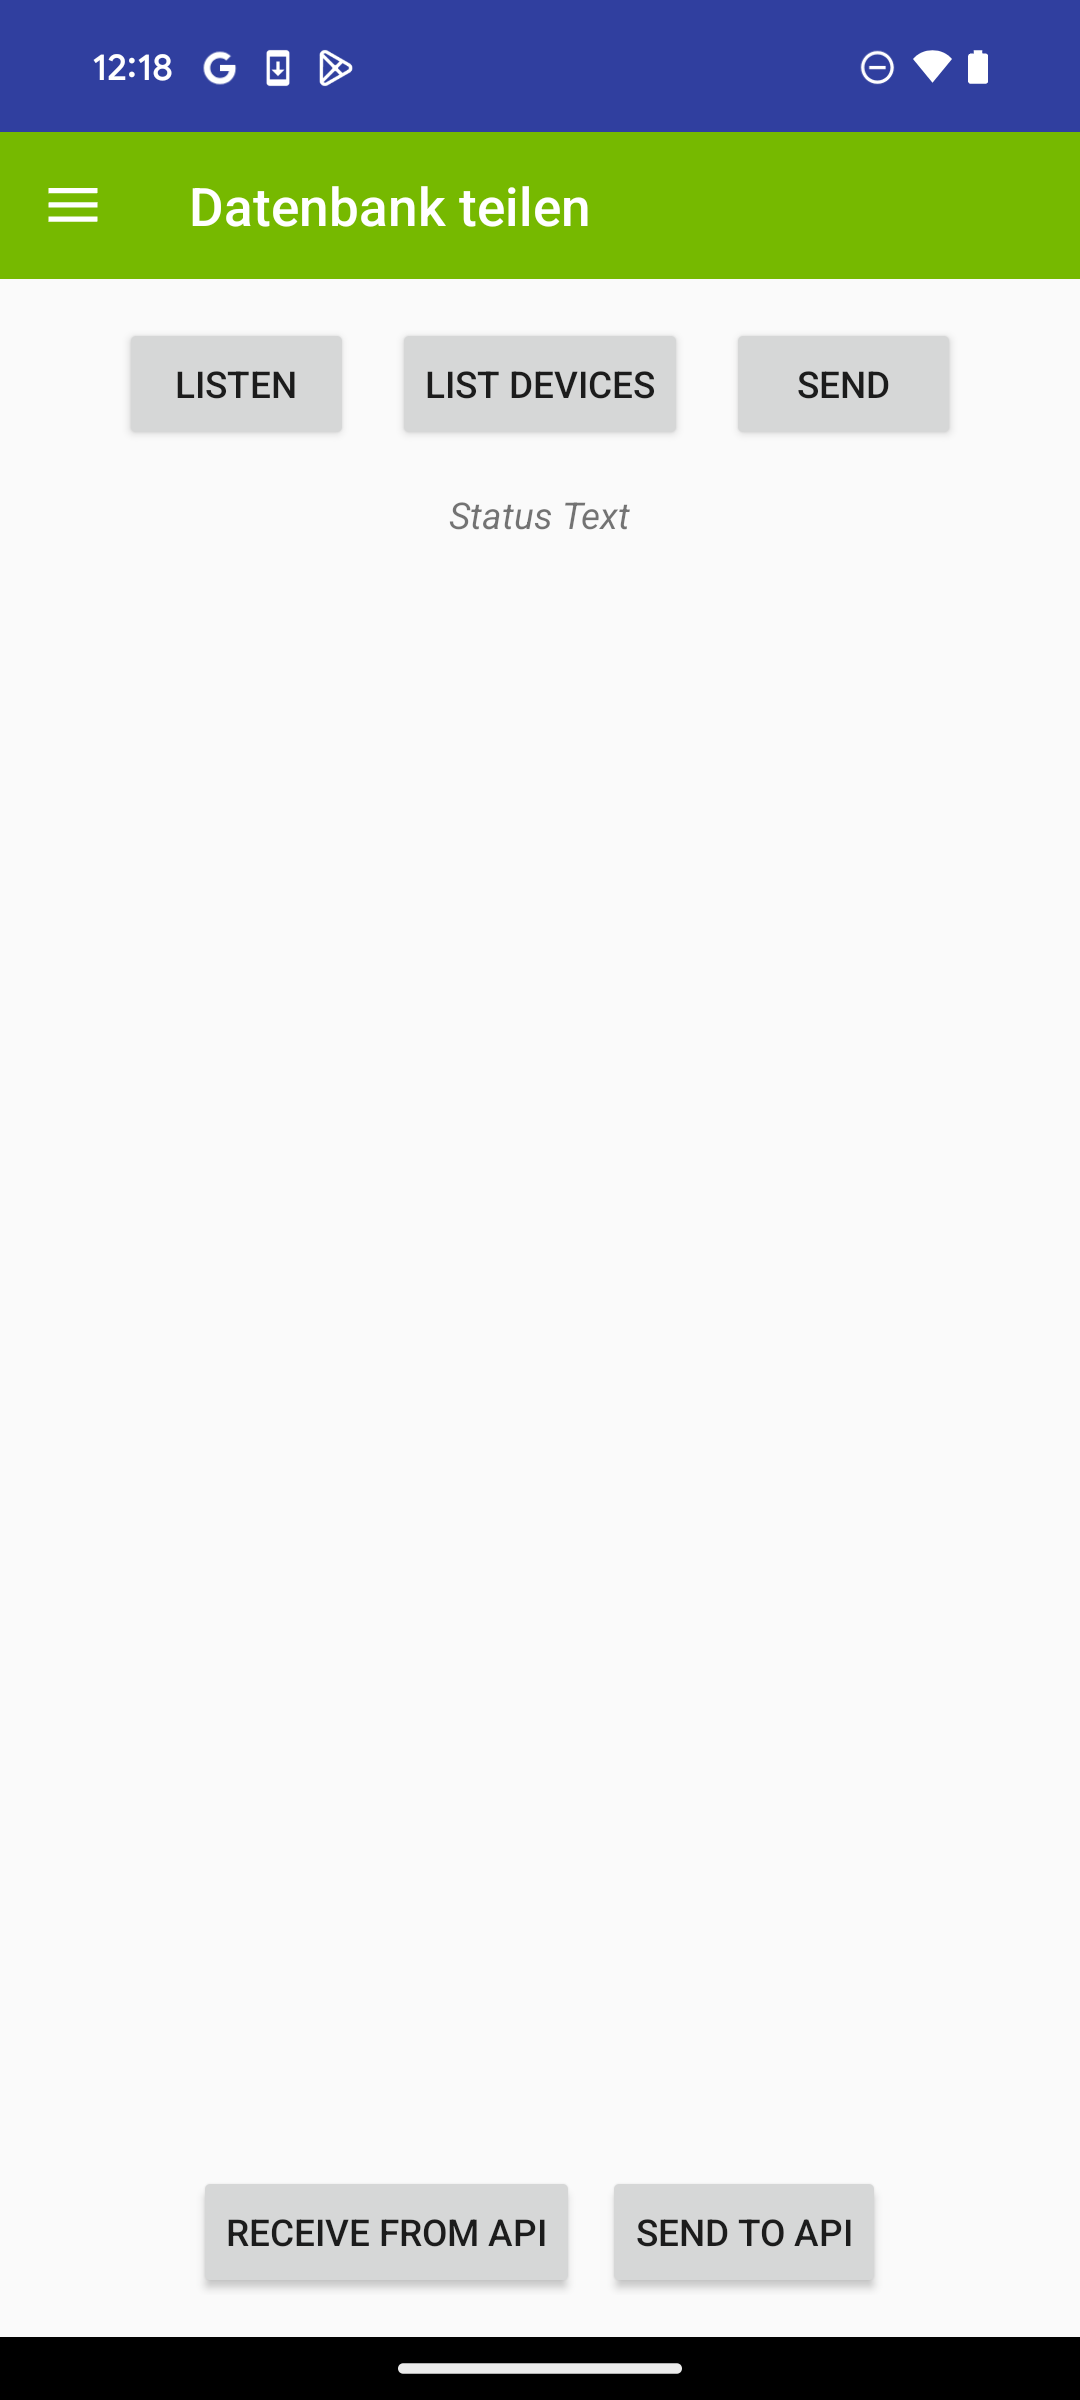 12:18
Datenbank teilen
LISTEN LIST DEVICES SEND
Status Text
RECEIVE FROM API SEND TO API